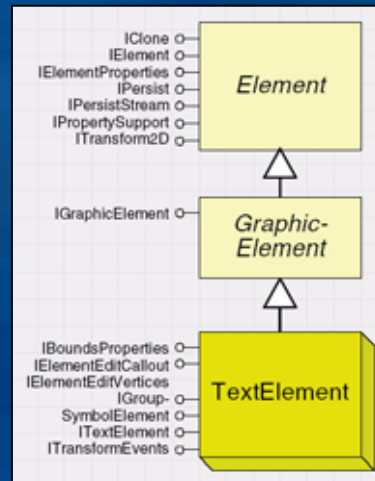 IClone
IElement
IElementProperties
IPersist
IPersistStream
IPropertySupport
ITransform2D
Element
IGraphicElement
Graphic-
Element
IBoundsProperties
IElementEditCallout
IElementEditVertices
IGroup-
SymbolElement
ITextElement
ITransformEvents
TextElement